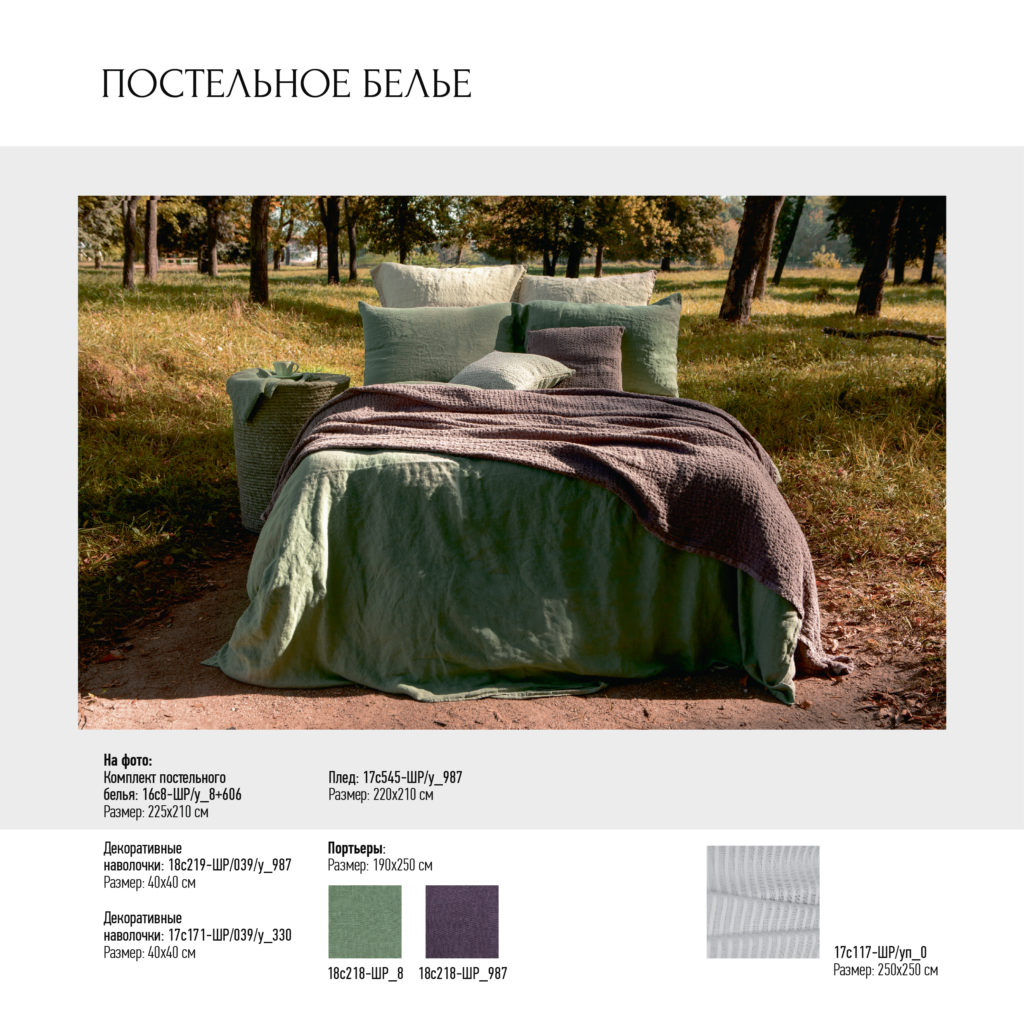 ПОСТЕЛЬНОЕ БЕЛЬЕ
На фото:
Комплект постельного
белья: 16с8-ШР/у_8+606
Размер: 225х210 см
Плед: 17с545-ШР/у_987
Размер: 220х210 см
Декоративные
наволочки: 18с219-ШР/039/у_987
Размер: 40х40 см
Декоративные
наволочки: 17с171-ШР/039/у_330
Размер: 40х40 см
Портьеры:
Размер: 190х250 см
18с218-ШР_8
18с218-ШР_987
17с117-ШР/уп_0
Размер: 250х250 см